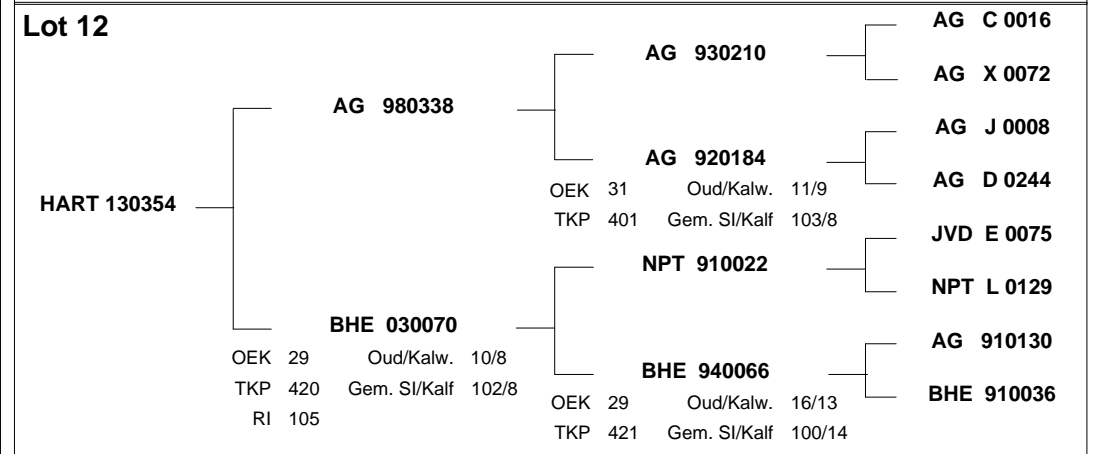 Lot 12
AG C 0016
AG 930210
AG X 0072
AG 980338
AG J 0008
AG 920184
OEK 31 Oud/Kalw. 11/9
AG D 0244
TKP 401 Gem. SI/Kalf 103/8
HART 130354
JVD E 0075
NPT 910022
NPT L 0129
BHE 030070
OEK 29 Oud/Kalw. 10/8
AG 910130
TKP 420 Gem. SI/Kalf 102/8
BHE 940066
RI 105
OEK 29 Oud/Kalw. 16/13
BHE 910036
TKP 421 Gem. SI/Kalf 100/14